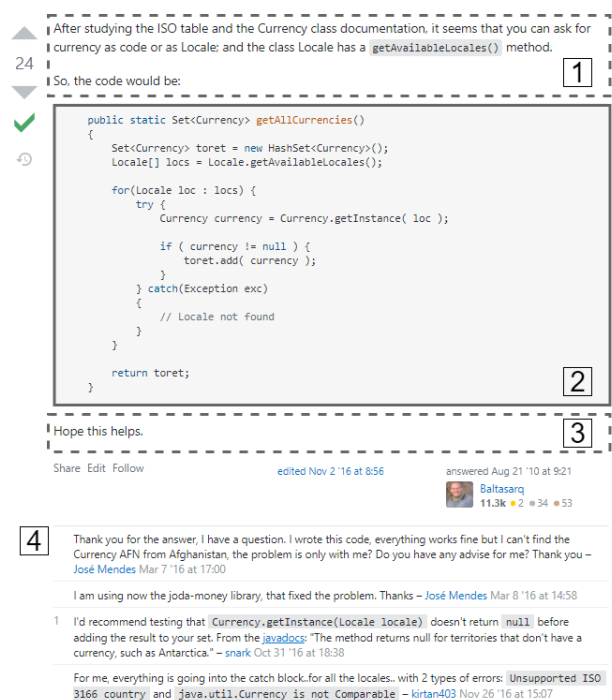 After studying the ISO table and the Currency class documentation, it seems that you can ask for
currency as code or as Locale; and the class Locale has a getAvailableLocales() method.
1
24
So, the code would be:
public static Set<Currency> getAllCurrencies()
{
Set<Currency> toret = new HashSet<Currency>();
Locale[] locs = Locale.getAvailableLocales();
for(Locale loc : locs) {
try {
Currency currency = Currency.getInstance( loc );
if ( currency != null ) {
toret.add( currency );
}
} catch(Exception exc)
{
// Locale not found
}
}
return toret;
}
2
Hope this helps.
3
Share Edit Follow
edited Nov 2 '16 at 8:56
answered Aug 21 '10 at 9:21
Baltasarq
11.3k ●2 ●34 ●53
4
Thank you for the answer, I have a question. I wrote this code, everything works fine but I can't find the
Currency AFN from Afghanistan, the problem is only with me? Do you have any advise for me? Thank you –
José Mendes Mar 7 '16 at 17:00
I am using now the joda-money library, that fixed the problem. Thanks – José Mendes Mar 8 '16 at 14:58
1 I'd recommend testing that Currency.getInstance(Locale locale) doesn't return null before
adding the result to your set. From the javadocs: "The method returns null for territories that don't have a
currency, such as Antarctica." – snark Oct 31 '16 at 18:38
For me, everything is going into the catch block..for all the locales.. with 2 types of errors: Unsupported ISO
3166 country and java.util.Currency is not Comparable – kirtan403 Nov 26 '16 at 15:07